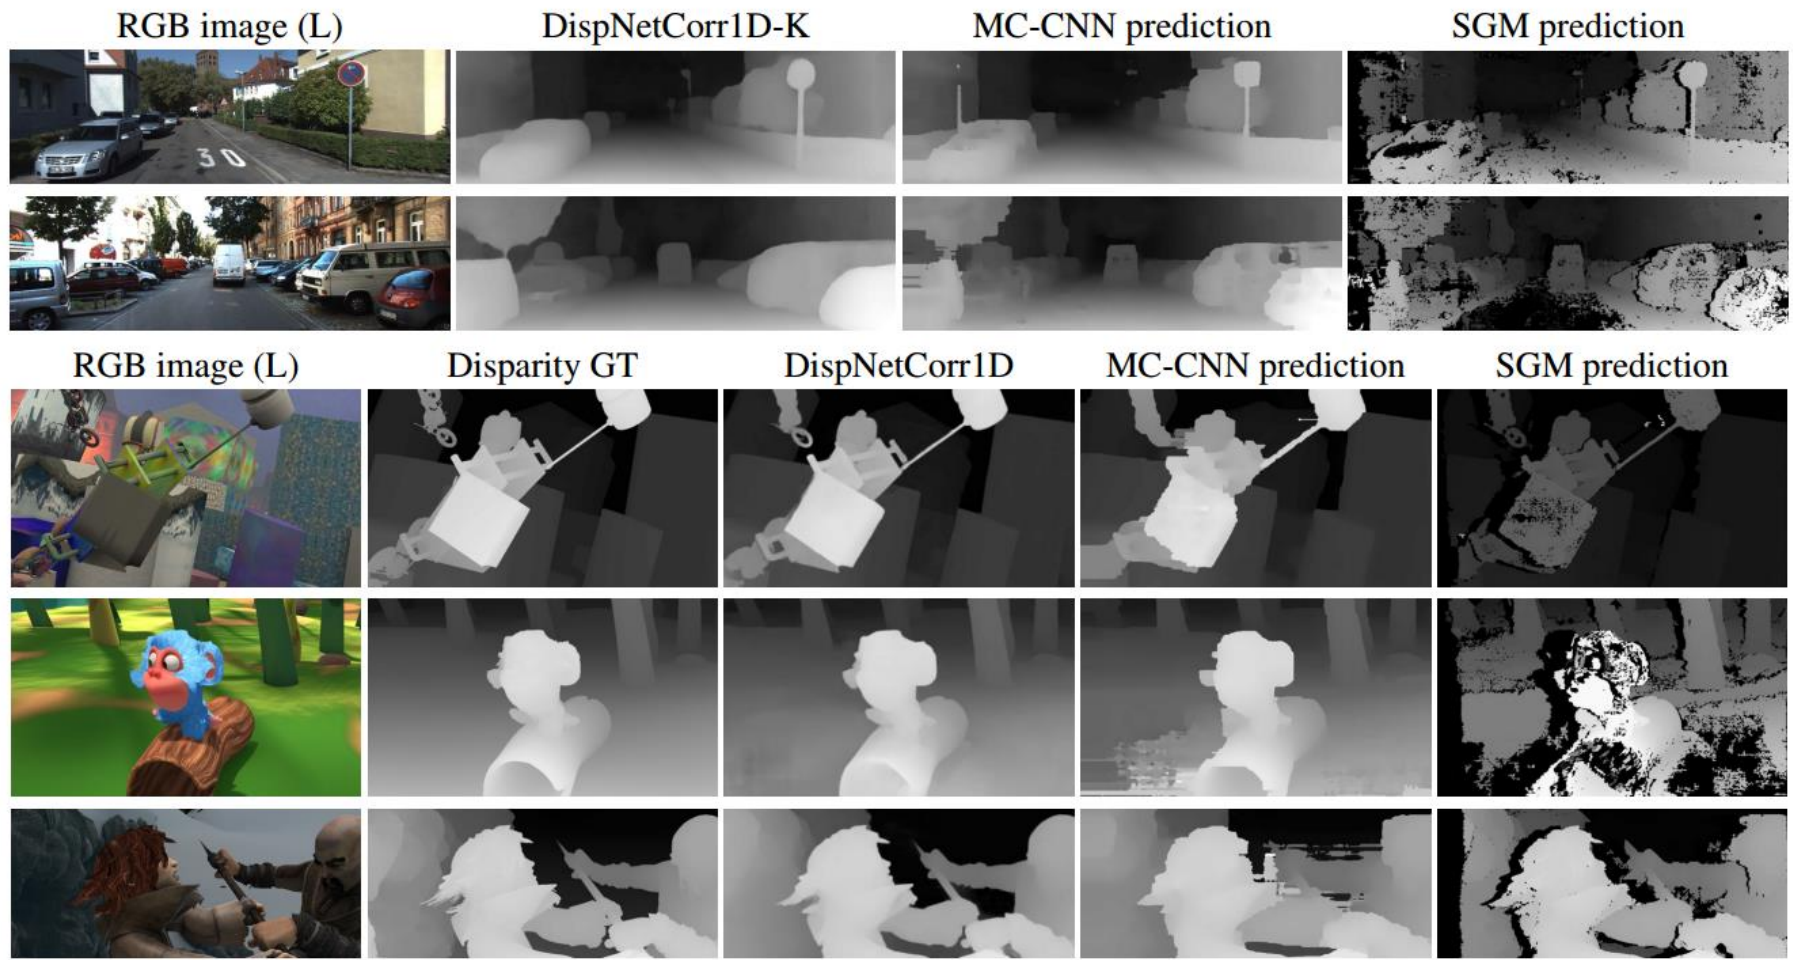 RGB image (L) DispNetCorr1D-K MC-CNN prediction SGM prediction
30
RGB image (L) Disparity GT DispNetCorr1D MC-CNN prediction SGM prediction